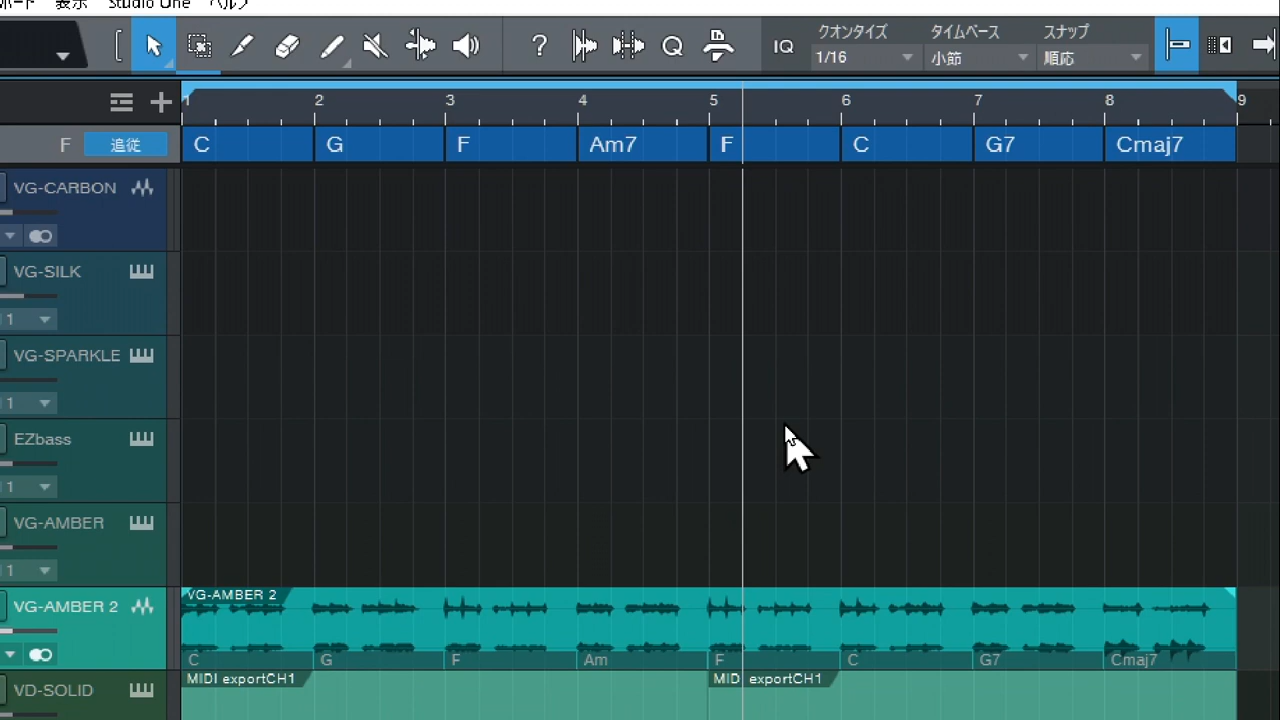 ボード 表示 Studio One ヘルプ
? Q IQ クオンタイズ タイムベース スナップ
1/16 小節 順応
1 2 3 4 5 6 7 8 9
F 追従 C G F Am7 F C G7 Cmaj7
VG-CARBON
VG-SILK
1
VG-SPARKLE
1
EZbass
1
VG-AMBER
1
VG-AMBER 2
VG-AMBER 2
C G F Am F C G7 Cmaj7
VD-SOLID
MIDI exportCH1 MIDI exportCH1